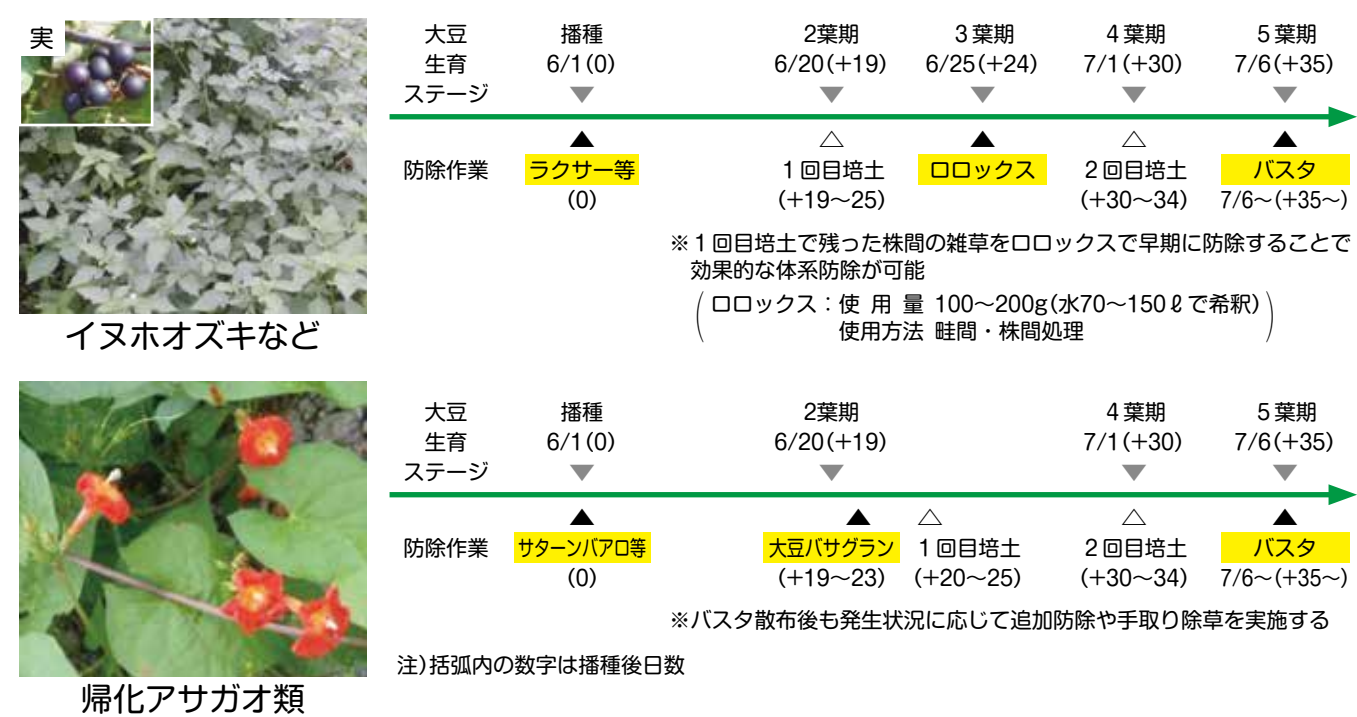 実
イヌホオズキなど
大豆 播種 2葉期 3葉期 4葉期 5葉期
生育 6/1(0) 6/20(+19) 6/25(+24) 7/1(+30) 7/6(+35)
ステージ ▼ ▼ ▼ ▼ ▼
▲ △ ▲ △ ▲
防除作業 ラクサー等 1回目培土 ロロックス 2回目培土 バスタ
(0) (+19〜25) (+30〜34) 7/6〜(+35〜)
※1回目培土で残った株間の雑草をロロックスで早期に防除することで
効果的な体系防除が可能
(ロロックス:使用量 100〜200g(水70〜150ℓで希釈)
使用方法 畦間・株間処理)
帰化アサガオ類
大豆 播種 2葉期 4葉期 5葉期
生育 6/1(0) 6/20(+19) 7/1(+30) 7/6(+35)
ステージ ▼ ▼ ▼ ▼
▲ ▲ △ △ ▲
防除作業 サターンバアロ等 大豆バサグラン 1回目培土 2回目培土 バスタ
(0) (+19〜23) (+20〜25) (+30〜34) 7/6〜(+35〜)
※バスタ散布後も発生状況に応じて追加防除や手取り除草を実施する
注)括弧内の数字は播種後日数